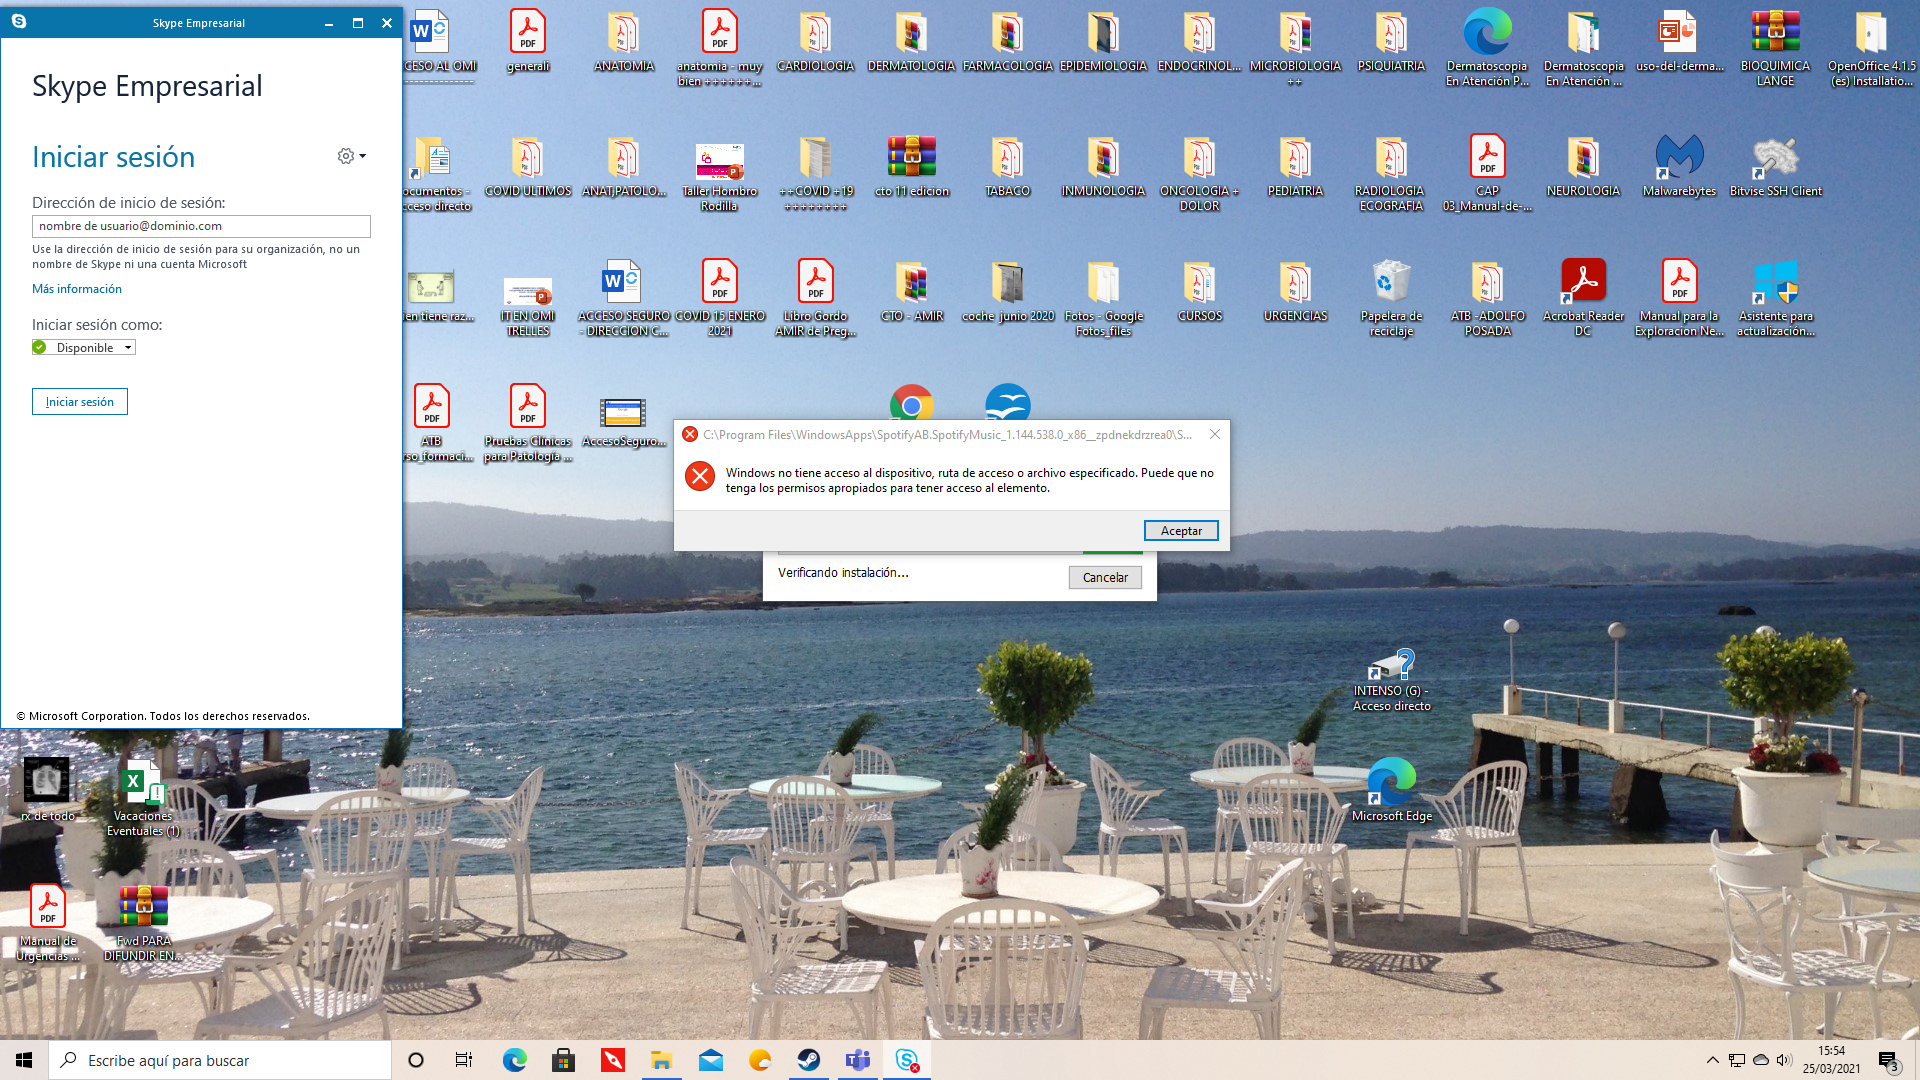 Skype Empresarial
Skype Empresarial
Iniciar sesión
Dirección de inicio de sesión:
nombre de usuario@dominio.com
Use la dirección de inicio de sesión para su organización, no un
nombre de Skype ni una cuenta Microsoft
Más información
Iniciar sesión como:
Disponible
Iniciar sesión
© Microsoft Corporation. Todos los derechos reservados.
CESO AL OMI
generali
ANATOMIA
anatomia - muy
bien ++++++...
CARDIOLOGIA
DERMATOLOGIA
FARMACOLOGIA
EPIDEMIOLOGIA
ENDOCRINOL...
MICROBIOLOGIA
++
PSIQUIATRIA
Dermatoscopia
En Atención P...
Dermatoscopia
En Atención ...
uso-del-derma...
BIOQUIMICA
LANGE
OpenOffice 4.1.5
(es) Installatio...
ocumentos -
cceso directo
COVID ULTIMOS
ANAT,PATOLO...
Taller Hombro
Rodilla
++COVID +19
++++++++
cto 11 edicion
TABACO
INMUNOLOGIA
ONCOLOGIA +
DOLOR
PEDIATRIA
RADIOLOGIA
ECOGRAFIA
CAP
03_Manual-de-...
NEUROLOGIA
Malwarebytes
Bitvise SSH Client
ien tiene raz...
IT EN OMI
TRELLES
ACCESO SEGURO
- DIRECCION C...
COVID 15 ENERO
2021
Libro Gordo
AMIR de Preg...
CTO - AMIR
coche junio 2020
Fotos - Google
Fotos_files
CURSOS
URGENCIAS
Papelera de
reciclaje
ATB -ADOLFO
POSADA
Acrobat Reader
DC
Manual para la
Exploracion Ne...
Asistente para
actualización...
ATB
rso_formaci...
Pruebas Clínicas
para Patologia ...
AccesoSeguro...
C:\Program Files\WindowsApps\SpotifyAB.SpotifyMusic_1.144.538.0_x86__zpdnekdrzrea0\S...
Windows no tiene acceso al dispositivo, ruta de acceso o archivo especificado. Puede que no
tenga los permisos apropiados para tener acceso al elemento.
Aceptar
Verificando instalación...
Cancelar
INTENSO (G) -
Acceso directo
Microsoft Edge
rx de todo
Vacaciones
Eventuales (1)
Manual de
Urgencias ...
Fwd PARA
DIFUNDIR EN...
Escribe aquí para buscar
15:54
25/03/2021
3